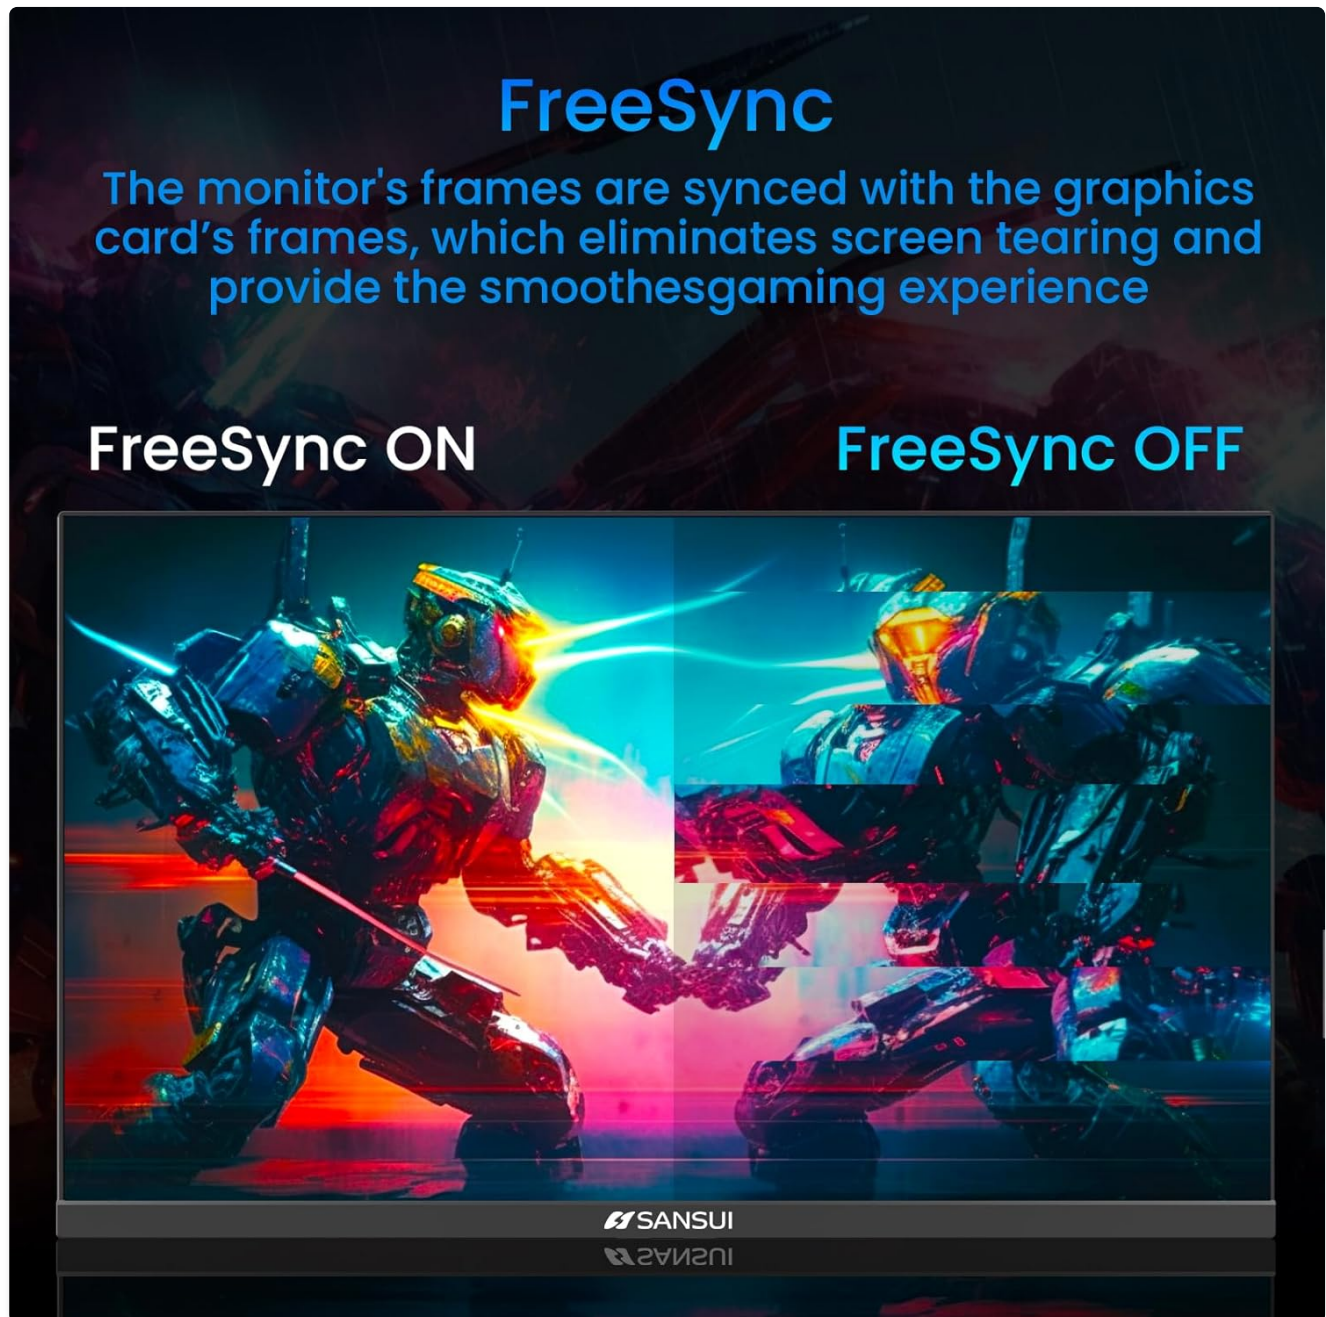 FreeSync
The monitor's frames are synced with the graphics
card’s frames, which eliminates screen tearing and
provide the smoothesgaming experience
FreeSync ON
FreeSync OFF
SANSUI
SANSUI